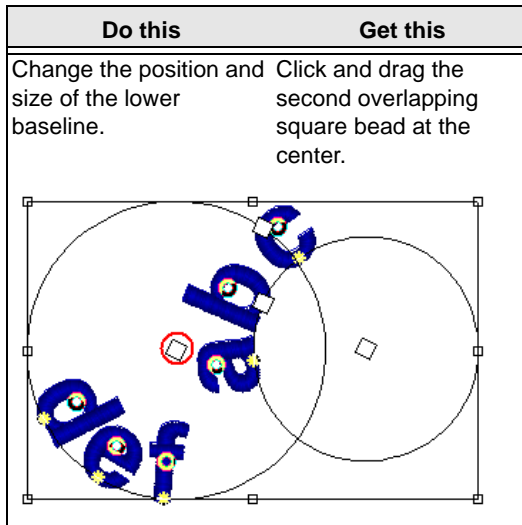 Do this Get this
Change the position and size of the lower baseline.
Click and drag the second overlapping square bead at the center.
abc
def